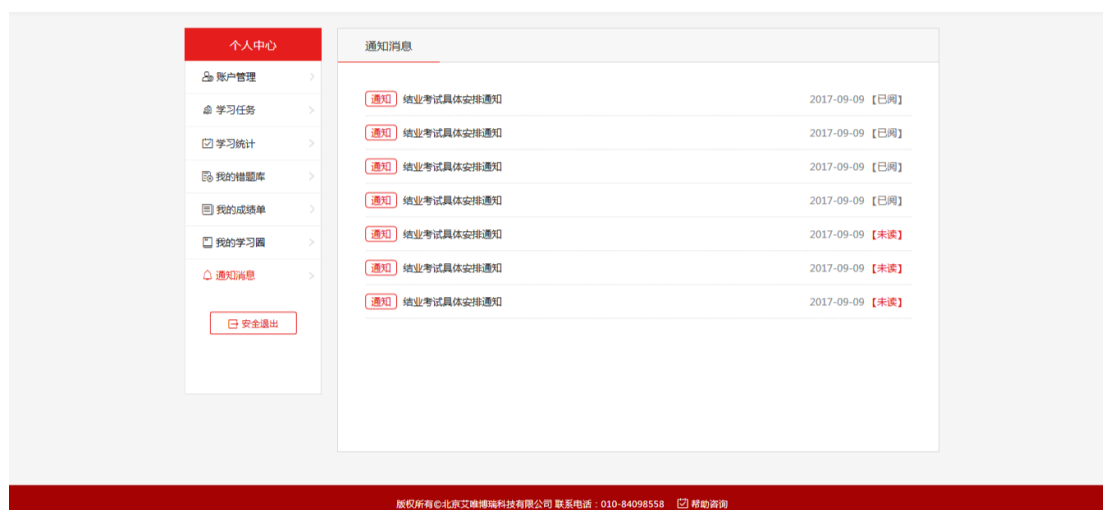 个人中心
账户管理
学习任务
学习统计
我的错题库
我的成绩单
我的学习圈
通知消息
安全退出
通知消息
通知 结业考试具体安排通知 2017-09-09 【已阅】
通知 结业考试具体安排通知 2017-09-09 【已阅】
通知 结业考试具体安排通知 2017-09-09 【已阅】
通知 结业考试具体安排通知 2017-09-09 【已阅】
通知 结业考试具体安排通知 2017-09-09 【未读】
通知 结业考试具体安排通知 2017-09-09 【未读】
通知 结业考试具体安排通知 2017-09-09 【未读】
版权所有©北京艾唯博瑞科技有限公司 联系电话：010-84098558 帮助咨询